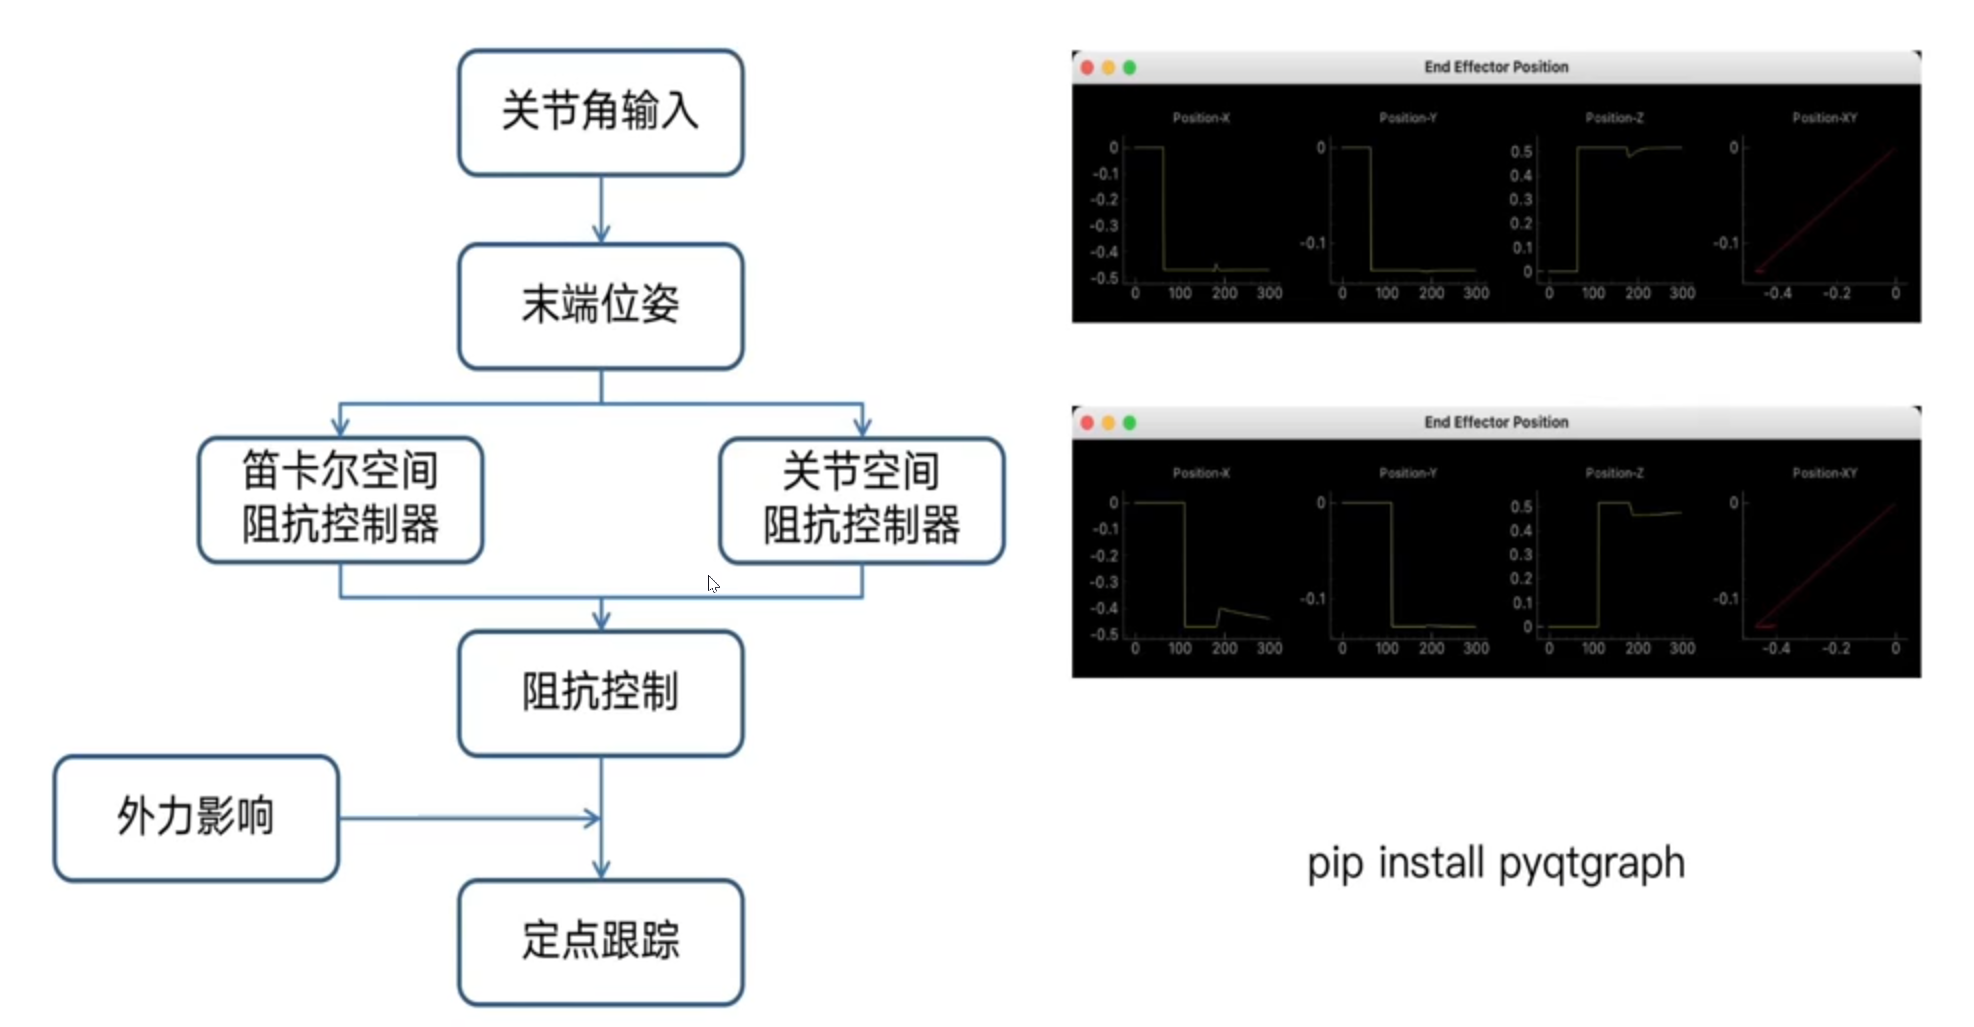 关节角输入
末端位姿
笛卡尔空间
阻抗控制器
关节空间
阻抗控制器
阻抗控制
外力影响
定点跟踪
End Effector Position
Position-X
0
-0.1
-0.2
-0.3
-0.4
-0.5
0 100 200 300
Position-Y
0
-0.1
0 100 200 300
Position-Z
0.5
0.4
0.3
0.2
0.1
0
0 100 200 300
Position-XY
0
-0.1
-0.4 -0.2 0
End Effector Position
Position-X
0
-0.1
-0.2
-0.3
-0.4
-0.5
0 100 200 300
Position-Y
0
-0.1
0 100 200 300
Position-Z
0.5
0.4
0.3
0.2
0.1
0
0 100 200 300
Position-XY
0
-0.1
-0.4 -0.2 0
pip install pyqtgraph